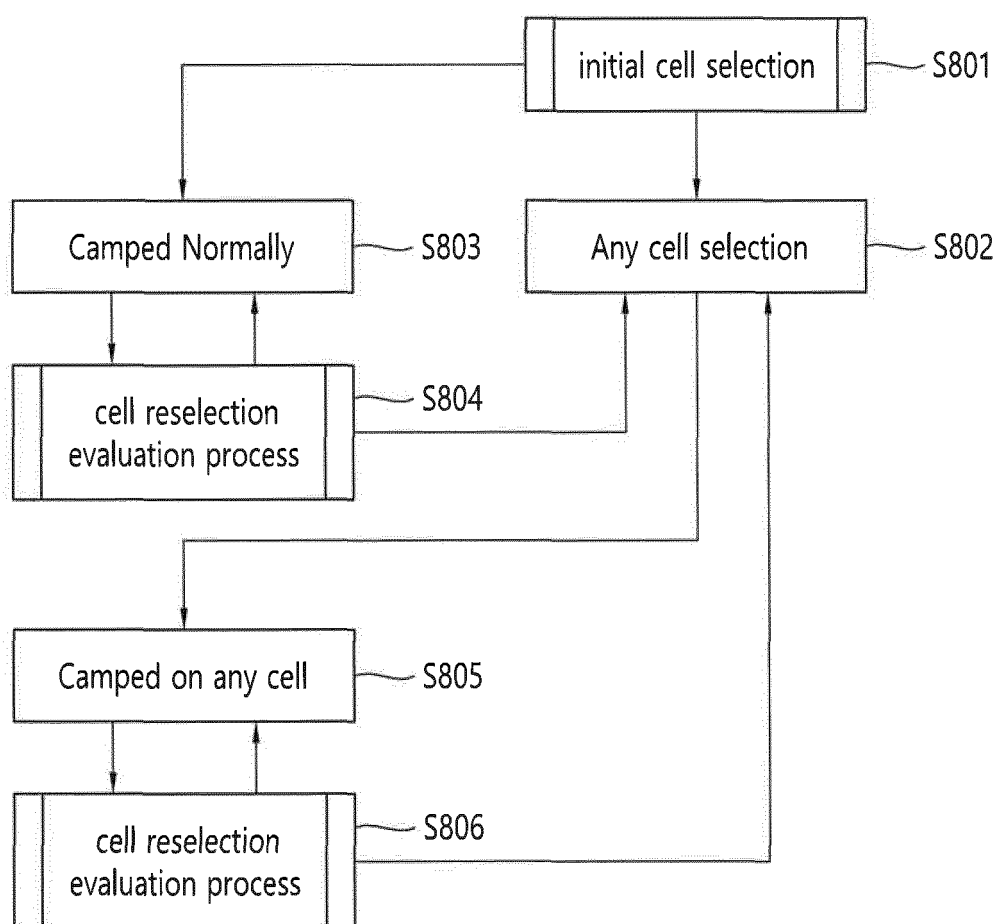 initial cell selection
S801
Camped Normally
S803
Any cell selection
S802
cell reselection
evaluation process
S804
Camped on any cell
S805
cell reselection
evaluation process
S806